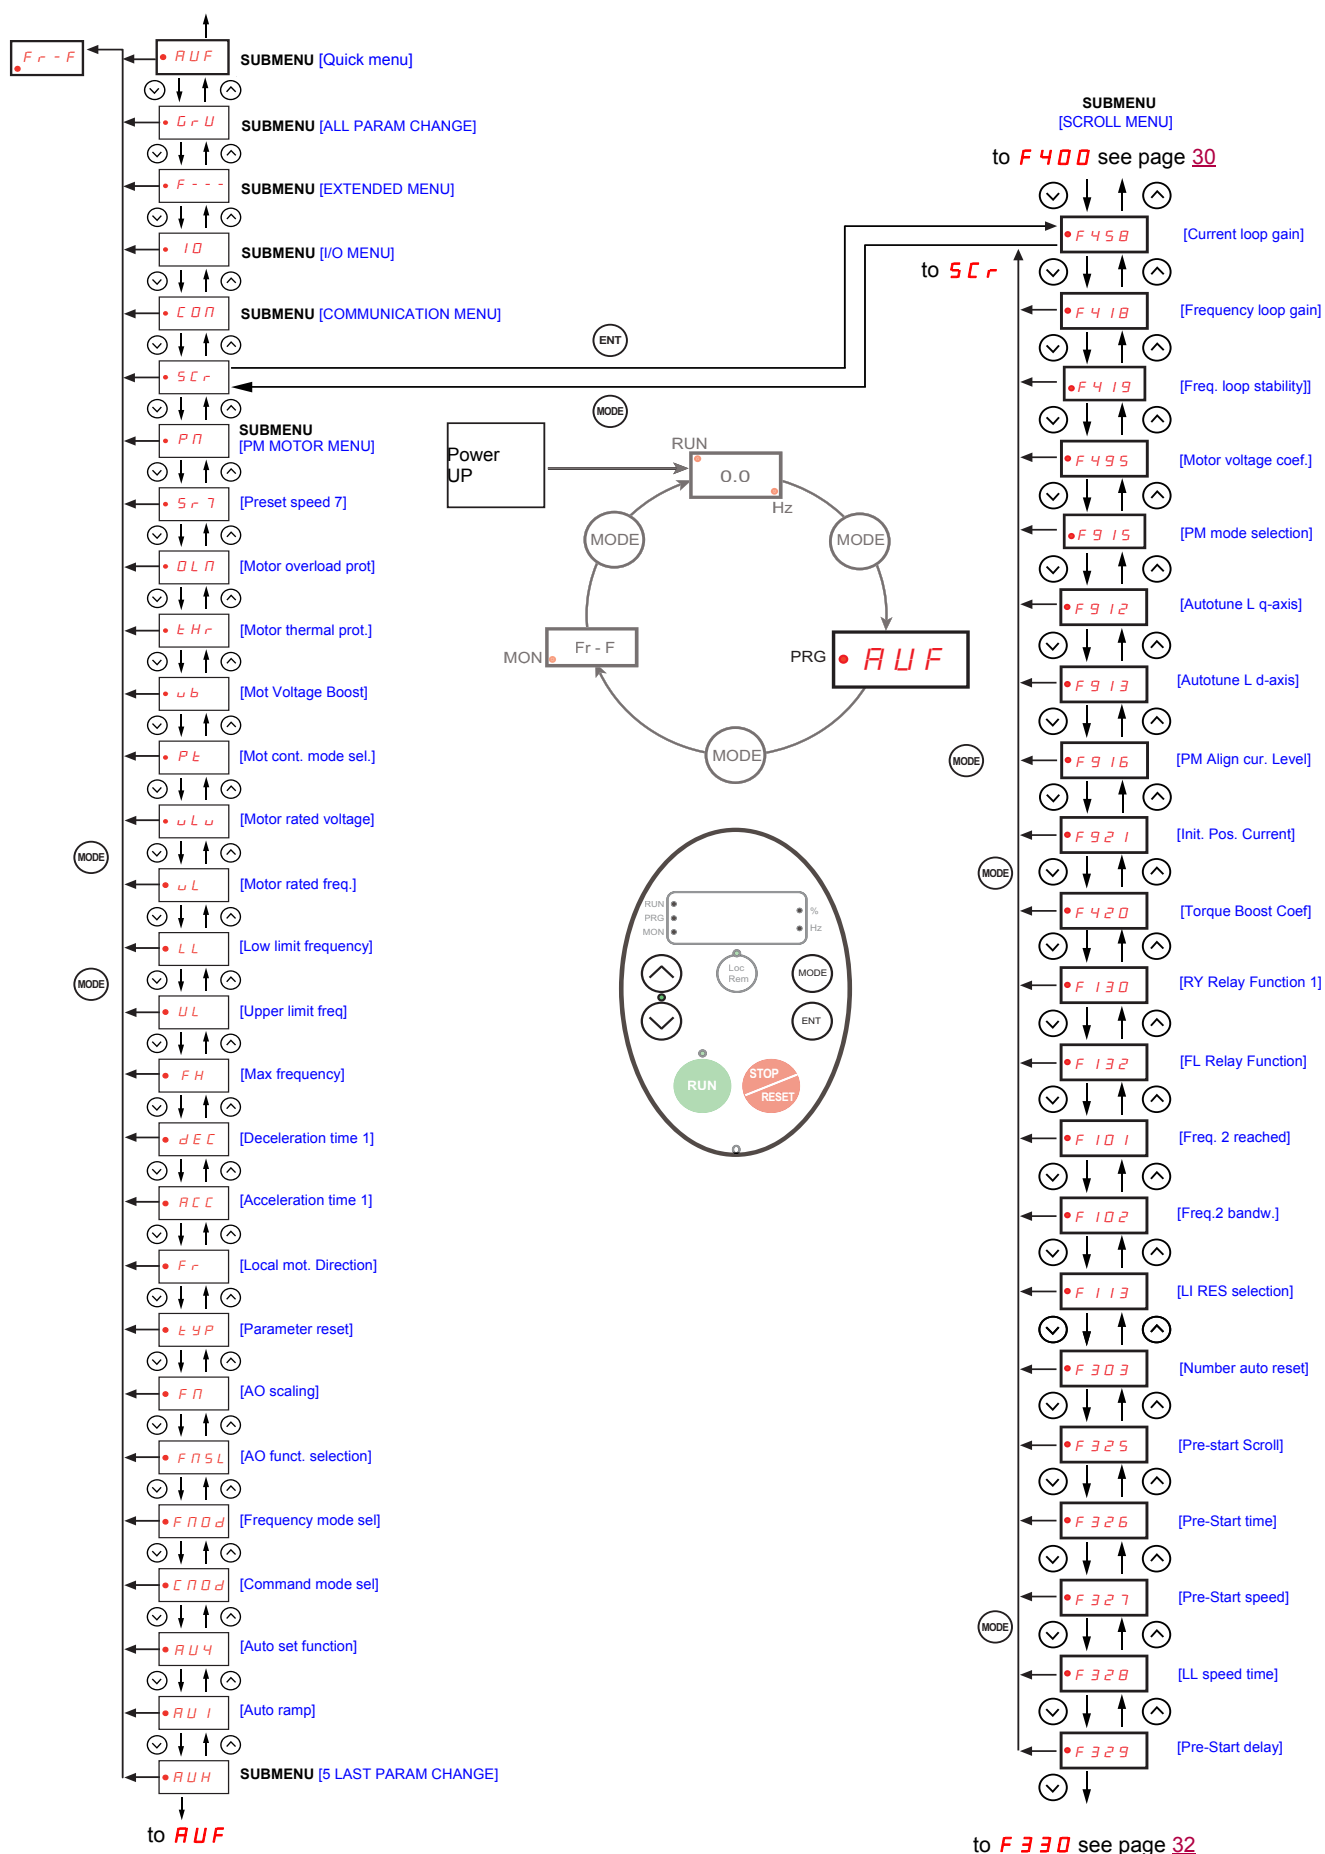 Fr-F
AUF
SUBMENU [Quick menu]
GrU
SUBMENU [ALL PARAM CHANGE]
F---
SUBMENU [EXTENDED MENU]
IO
SUBMENU [I/O MENU]
COM
SUBMENU [COMMUNICATION MENU]
SCr
PM
SUBMENU
[PM MOTOR MENU]
Sr7
[Preset speed 7]
OLM
[Motor overload prot]
tHr
[Motor thermal prot.]
ub
[Mot Voltage Boost]
Pt
[Mot cont. mode sel.]
uLu
[Motor rated voltage]
MODE
uL
[Motor rated freq.]
LL
[Low limit frequency]
MODE
UL
[Upper limit freq]
FH
[Max frequency]
dEC
[Deceleration time 1]
ACC
[Acceleration time 1]
Fr
[Local mot. Direction]
tYP
[Parameter reset]
FM
[AO scaling]
FMSL
[AO funct. selection]
FMOd
[Frequency mode sel]
CMOd
[Command mode sel]
AU4
[Auto set function]
AU1
[Auto ramp]
AUH
SUBMENU [5 LAST PARAM CHANGE]
to AUF
ENT
MODE
Power
UP
RUN
0.0
Hz
MODE
MODE
MON
Fr - F
PRG
AUF
MODE
RUN
PRG
MON
%
Hz
Loc
Rem
MODE
ENT
RUN
STOP
RESET
SUBMENU
[SCROLL MENU]
to F400 see page 30
F458
[Current loop gain]
to SCr
F418
[Frequency loop gain]
F419
[Freq. loop stability]]
F495
[Motor voltage coef.]
F915
[PM mode selection]
F912
[Autotune L q-axis]
F913
[Autotune L d-axis]
MODE
F916
[PM Align cur. Level]
F921
[Init. Pos. Current]
MODE
F420
[Torque Boost Coef]
F130
[RY Relay Function 1]
F132
[FL Relay Function]
F101
[Freq. 2 reached]
F102
[Freq.2 bandw.]
F113
[LI RES selection]
F303
[Number auto reset]
F325
[Pre-start Scroll]
F326
[Pre-Start time]
F327
[Pre-Start speed]
MODE
F328
[LL speed time]
F329
[Pre-Start delay]
to F330 see page 32